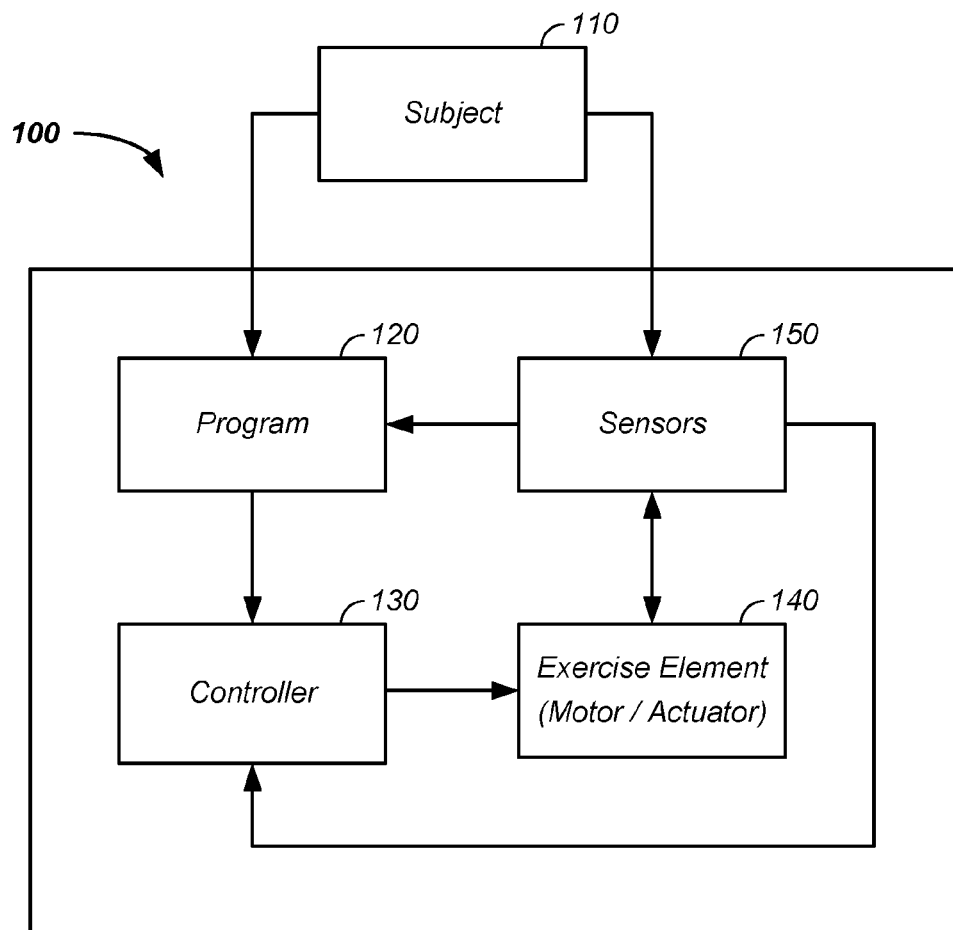 110
Subject
100
120
150
Program
Sensors
130
140
Controller
Exercise Element
(Motor / Actuator)